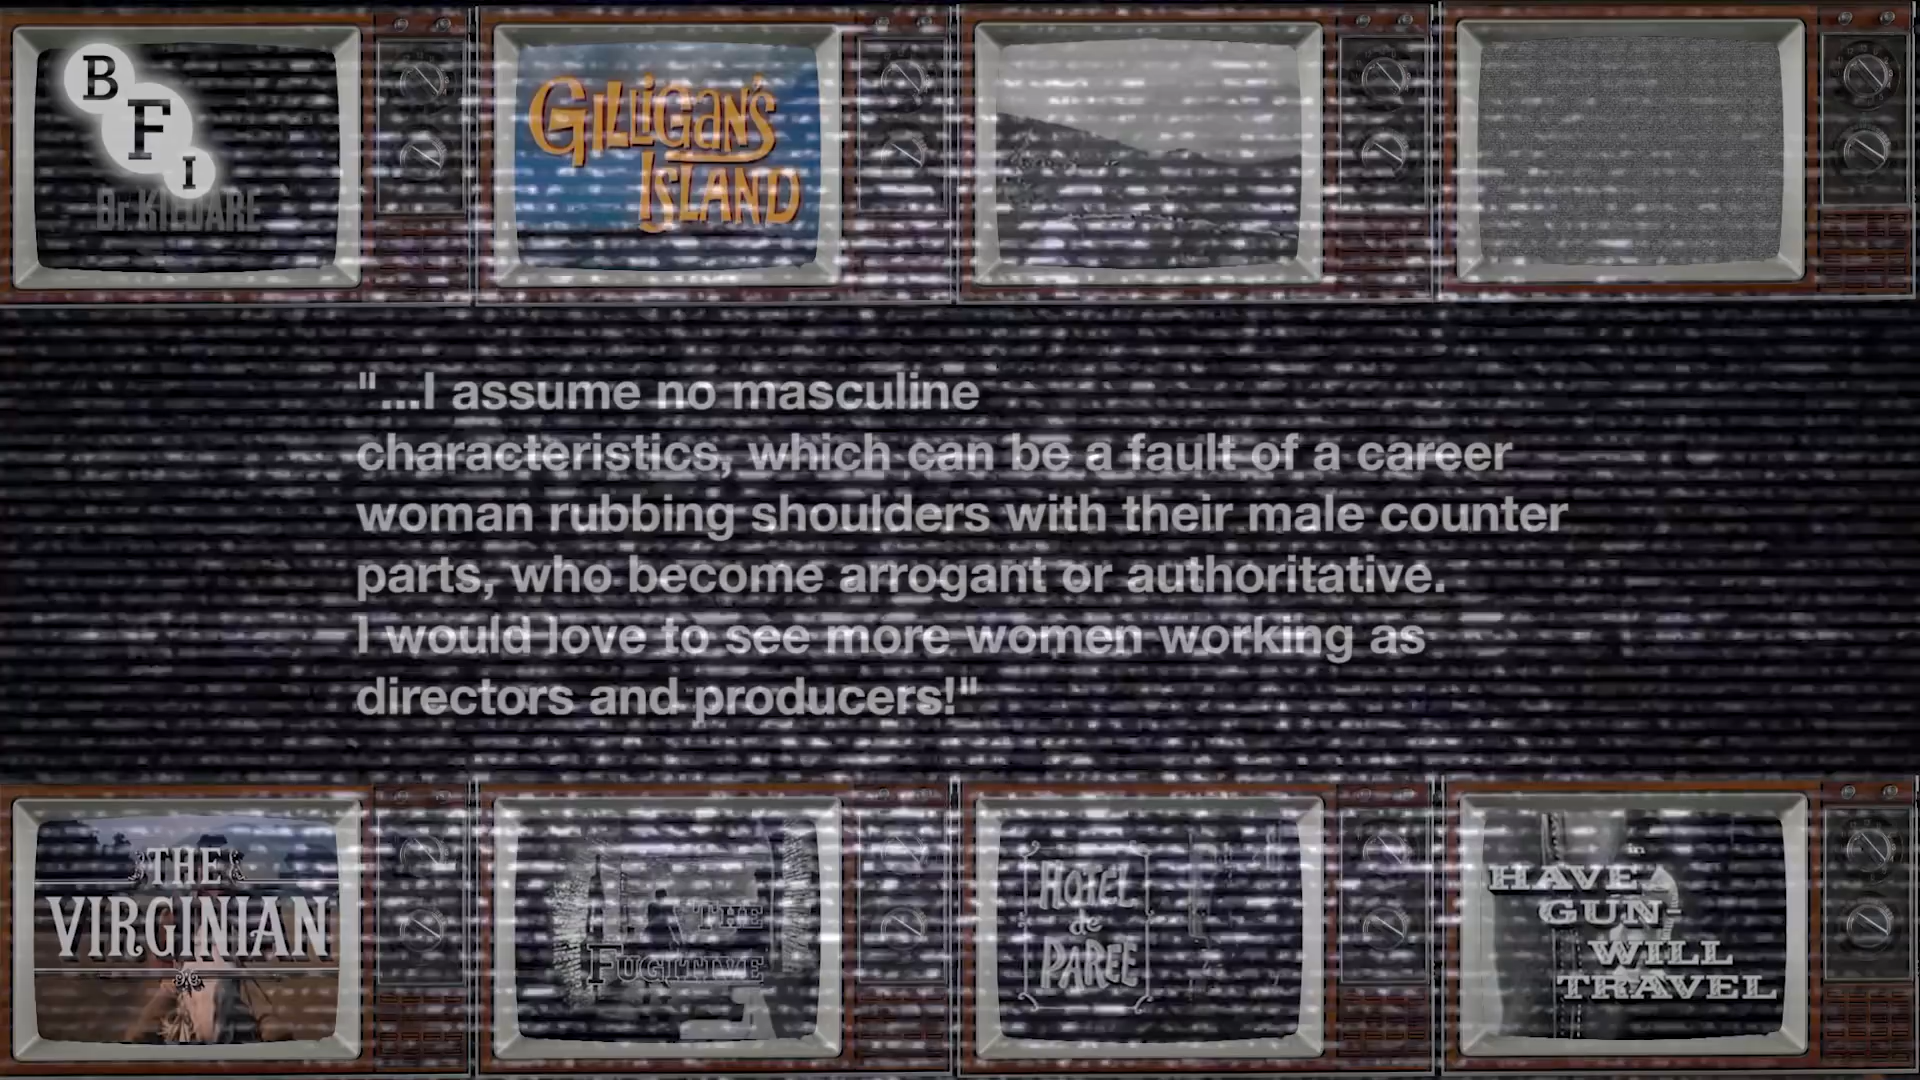 BFI
Dr. KILDARE
GILLIGAN'S
ISLAND
"...I assume no masculine
characteristics, which can be a fault of a career
woman rubbing shoulders with their male counter
parts, who become arrogant or authoritative.
I would love to see more women working as
directors and producers!"
THE
VIRGINIAN
THE
FUGITIVE
HOTEL
de
PAREE
HAVE
GUN-
WILL
TRAVEL